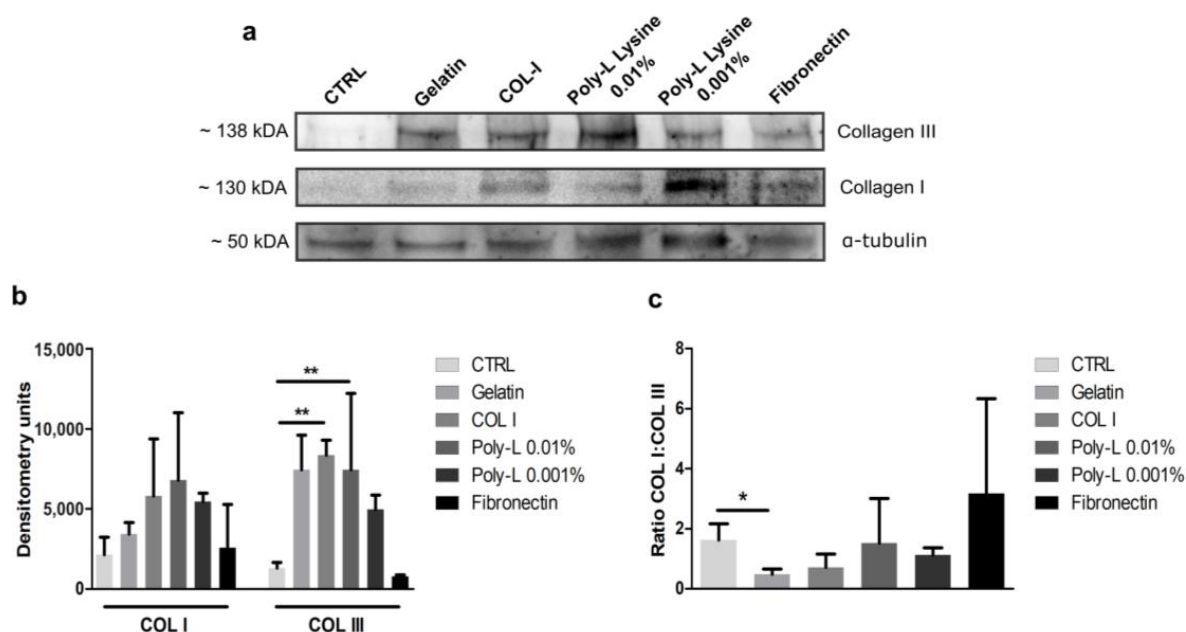 a
CTRL
Gelatin
COL-I
Poly-L Lysine
0.01%
Poly-L Lysine
0.001%
Fibronectin
~ 138 kDA
Collagen III
~ 130 kDA
Collagen I
~ 50 kDA
α-tubulin
b
Densitometry units
15,000
10,000
5,000
0
**
**
COL I
COL III
CTRL
Gelatin
COL I
Poly-L 0.01%
Poly-L 0.001%
Fibronectin
c
Ratio COL I:COL III
8
6
4
2
0
*
CTRL
Gelatin
COL I
Poly-L 0.01%
Poly-L 0.001%
Fibronectin